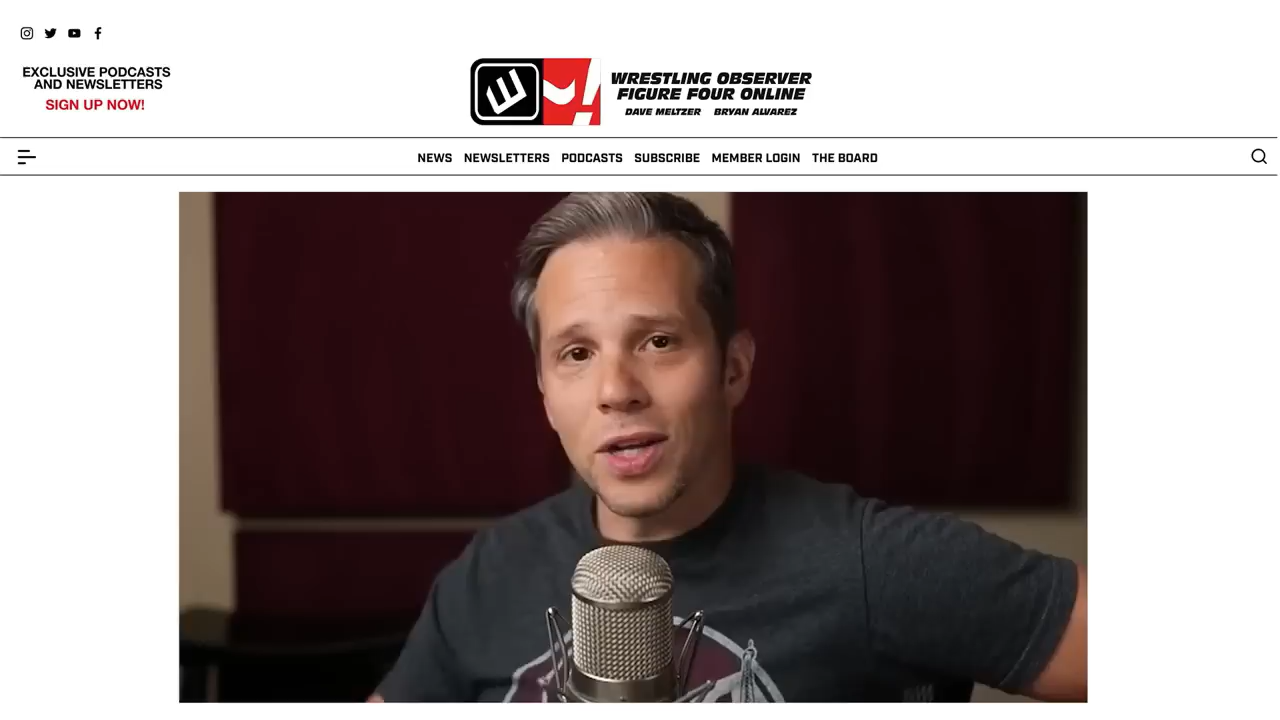 EXCLUSIVE PODCASTS
AND NEWSLETTERS
SIGN UP NOW!
WRESTLING OBSERVER
FIGURE FOUR ONLINE
DAVE MELTZER BRYAN ALVAREZ
NEWS NEWSLETTERS PODCASTS SUBSCRIBE MEMBER LOGIN THE BOARD